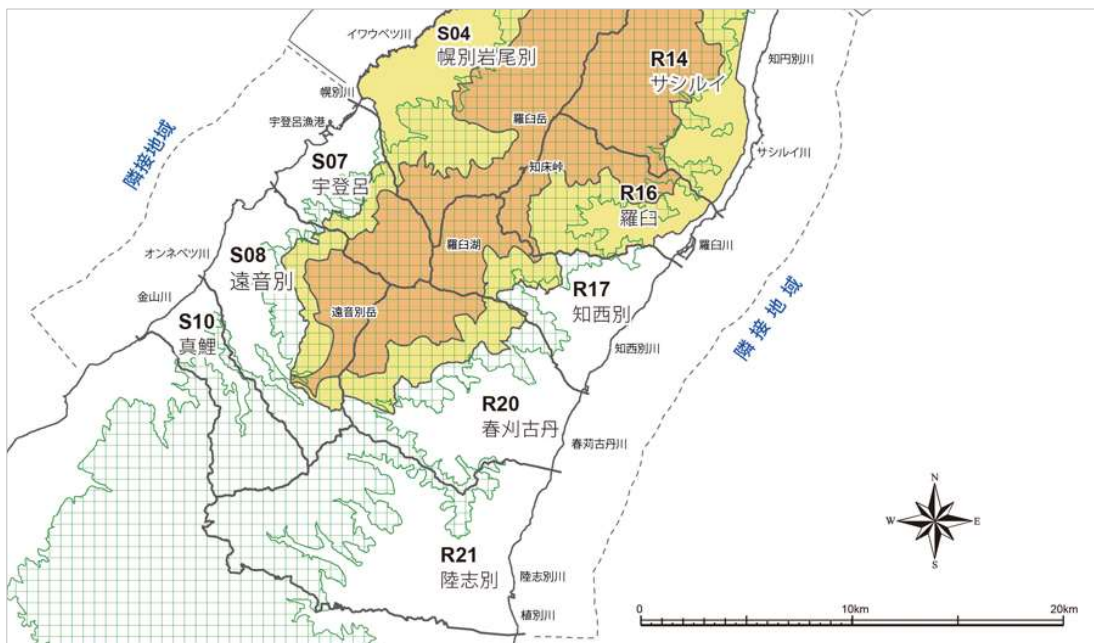 イワウベツ川
S04
幌別岩尾別
R14
サシルイ
知円別川
幌別川
宇登呂漁港
羅臼岳
隣接地域
サシルイ川
S07
宇登呂
知床峠
R16
羅臼
羅臼湖
羅臼川
オンネベツ川
S08
遠音別
R17
知西別
隣接地域
金山川
遠音別岳
S10
真鯉
知西別川
R20
春刈古丹
春刈古丹川
N
W
E
S
R21
陸志別
陸志別川
植別川
0
10km
20km